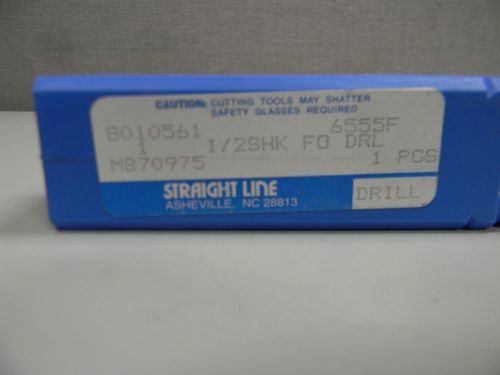 CAUTION: CUTTING TOOLS MAY SHATTER
SAFETY GLASSES REQUIRED
8010561 6555F
1 1/2SHK FO DRL
M870975 1 PCS
STRAIGHT LINE
ASHEVILLE, NC 28813
DRILL